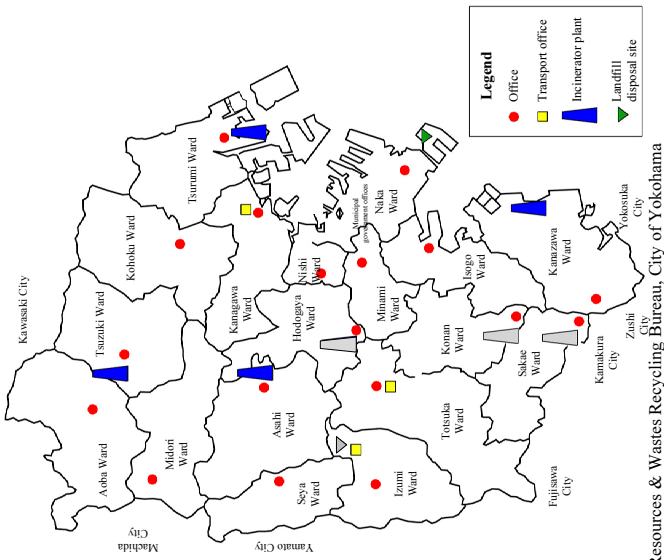 Kawasaki City
Machida
City
Yamato City
Aoba Ward
Tsuzuki Ward
Kohoku Ward
Tsurumi Ward
Midori
Ward
Kanagawa
Ward
Asahi
Ward
Hodogaya
Ward
Nishi
Ward
Municipal
government offices
Naka
Ward
Seya
Ward
Minami
Ward
Izumi
Ward
Totsuka
Ward
Konan
Ward
Isogo
Ward
Sakae
Ward
Kanazawa
Ward
Fujisawa
City
Kamakura
City
Zushi
City
Yokosuka
City
Legend
Office
Transport office
Incinerator plant
Landfill
disposal site
Resources & Wastes Recycling Bureau, City of Yokohama